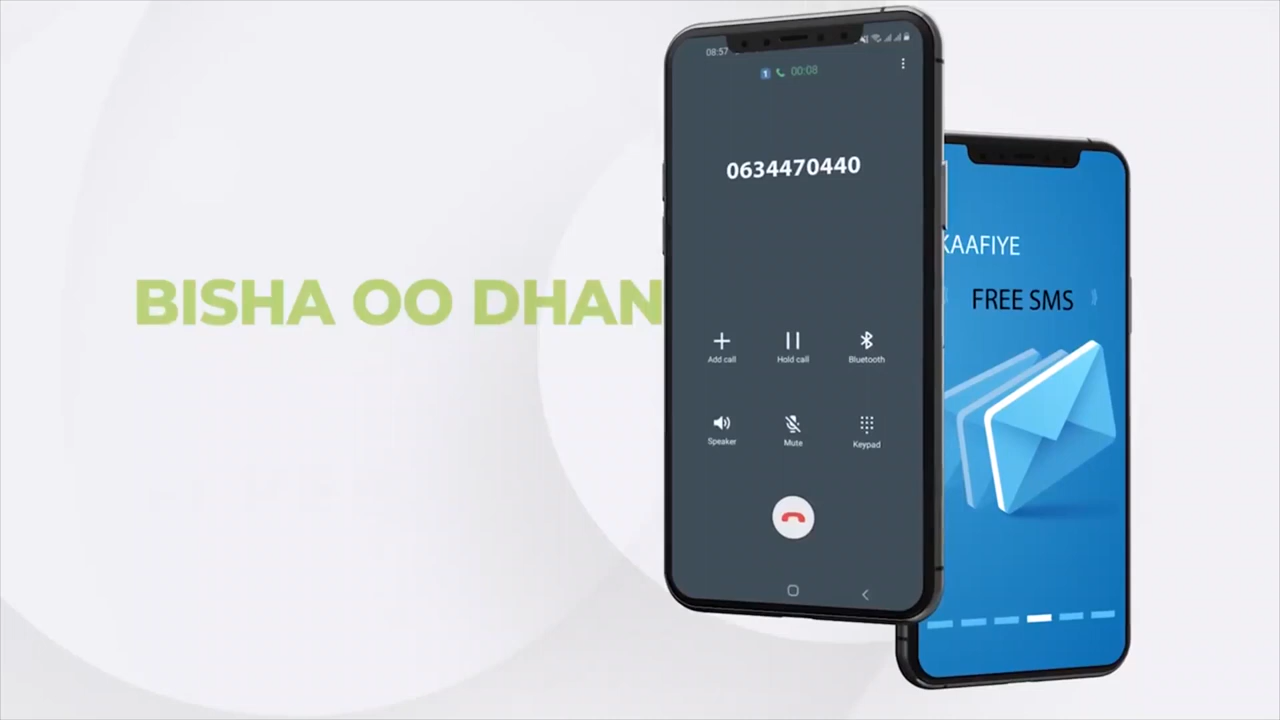 08:57
1 00:08
0634470440
BISHA OO DHAN
Add call Hold call Bluetooth
Speaker Mute Keypad
KAAFIYE
FREE SMS